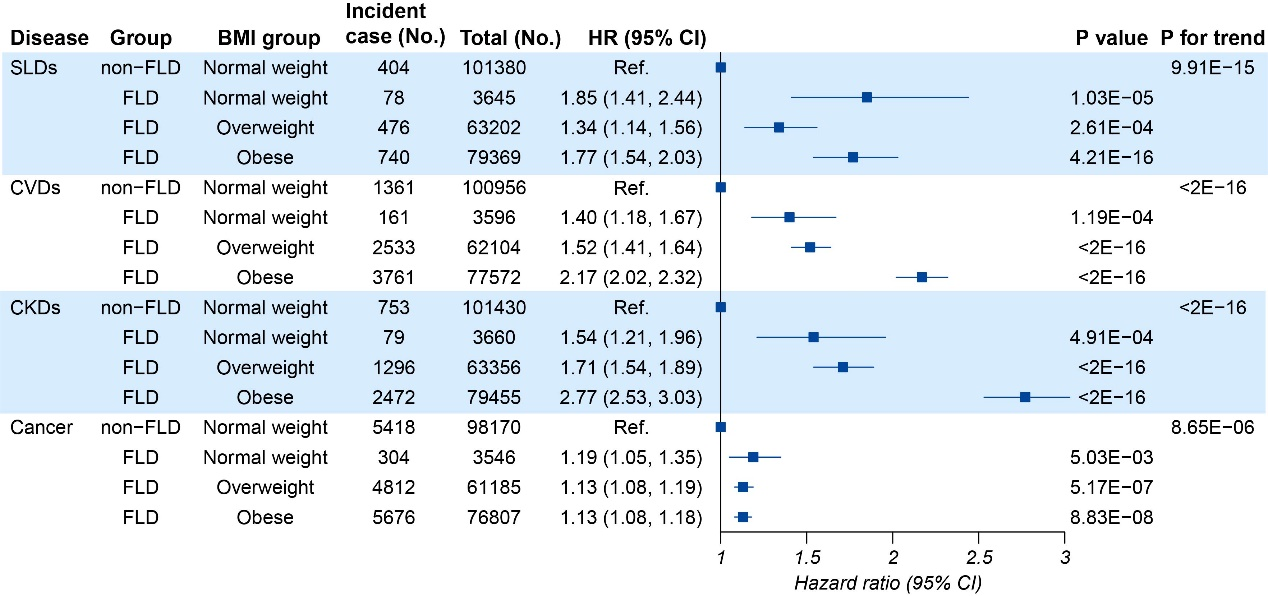 Disease Group BMI group Incident case (No.) Total (No.) HR (95% CI) P value P for trend
SLDs non−FLD Normal weight 404 101380 Ref. 9.91E−15
FLD Normal weight 78 3645 1.85 (1.41, 2.44) 1.03E−05
FLD Overweight 476 63202 1.34 (1.14, 1.56) 2.61E−04
FLD Obese 740 79369 1.77 (1.54, 2.03) 4.21E−16
CVDs non−FLD Normal weight 1361 100956 Ref. <2E−16
FLD Normal weight 161 3596 1.40 (1.18, 1.67) 1.19E−04
FLD Overweight 2533 62104 1.52 (1.41, 1.64) <2E−16
FLD Obese 3761 77572 2.17 (2.02, 2.32) <2E−16
CKDs non−FLD Normal weight 753 101430 Ref. <2E−16
FLD Normal weight 79 3660 1.54 (1.21, 1.96) 4.91E−04
FLD Overweight 1296 63356 1.71 (1.54, 1.89) <2E−16
FLD Obese 2472 79455 2.77 (2.53, 3.03) <2E−16
Cancer non−FLD Normal weight 5418 98170 Ref. 8.65E−06
FLD Normal weight 304 3546 1.19 (1.05, 1.35) 5.03E−03
FLD Overweight 4812 61185 1.13 (1.08, 1.19) 5.17E−07
FLD Obese 5676 76807 1.13 (1.08, 1.18) 8.83E−08
1 1.5 2 2.5 3
Hazard ratio (95% CI)